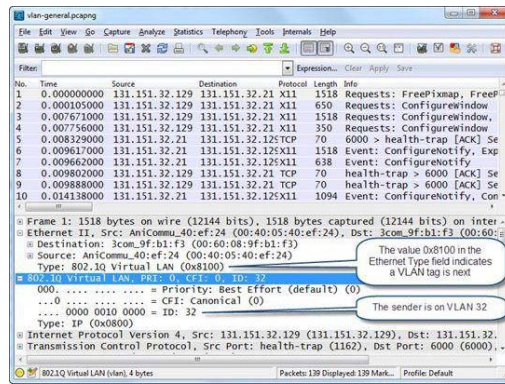 vlan-general.pcapng
File Edit View Go Capture Analyze Statistics Telephony Tools Internals Help
Filter: Expression... Clear Apply Save
No. Time Source Destination Protocol Length Info
1 0.000000000 131.151.32.129 131.151.32.21 X11 1518 Requests: FreePixmap, FreeP
2 0.000105000 131.151.32.129 131.151.32.21 X11 650 Requests: ConfigureWindow
3 0.007671000 131.151.32.129 131.151.32.21 X11 1518 Requests: ConfigureWindow,
4 0.007756000 131.151.32.129 131.151.32.21 X11 350 Requests: ConfigureWindow
5 0.008329000 131.151.32.21 131.151.32.129 TCP 70 6000 > health-trap [ACK] Se
6 0.009617000 131.151.32.21 131.151.32.129 X11 1518 Event: ConfigureNotify, Exp
7 0.009662000 131.151.32.21 131.151.32.129 X11 638 Event: ConfigureNotify
8 0.009802000 131.151.32.129 131.151.32.21 TCP 70 health-trap > 6000 [ACK] Se
9 0.009888000 131.151.32.129 131.151.32.21 TCP 70 health-trap > 6000 [ACK] Se
10 0.014138000 131.151.32.21 131.151.32.129 X11 1094 Event: ConfigureNotify, Con
Frame 1: 1518 bytes on wire (12144 bits), 1518 bytes captured (12144 bits) on inter
Ethernet II, Src: AniCommu_40:ef:24 (00:40:05:40:ef:24), Dst: 3com_9f:b1:f3 (00:60:
Destination: 3com_9f:b1:f3 (00:60:08:9f:b1:f3)
Source: AniCommu_40:ef:24 (00:40:05:40:ef:24)
Type: 802.1Q Virtual LAN (0x8100)
The value 0x8100 in the
Ethernet Type field indicates
a VLAN tag is next
802.1Q Virtual LAN, PRI: 0, CFI: 0, ID: 32
000. .... .... .... = Priority: Best Effort (default) (0)
...0 .... .... .... = CFI: Canonical (0)
.... 0000 0010 0000 = ID: 32
The sender is on VLAN 32
Type: IP (0x0800)
Internet Protocol Version 4, Src: 131.151.32.129 (131.151.32.129), Dst: 131.151.32.
Transmission Control Protocol, Src Port: health-trap (1162), Dst Port: 6000 (6000),
802.1Q Virtual LAN (vlan), 4 bytes Packets: 139 Displayed: 139 Mark... Profile: Default